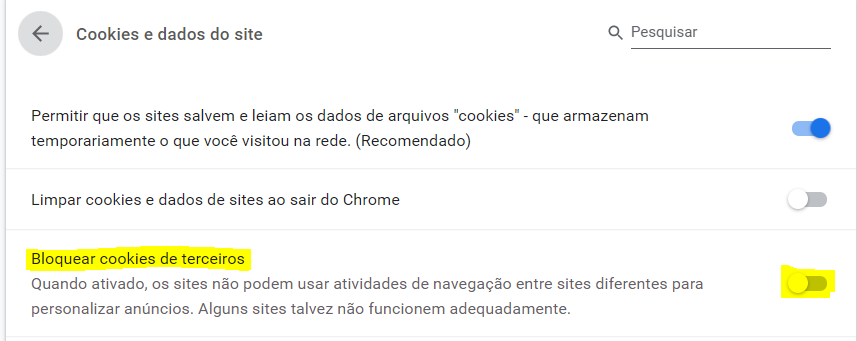 Cookies e dados do site
Pesquisar
Permitir que os sites salvem e leiam os dados de arquivos "cookies" - que armazenam
temporariamente o que você visitou na rede. (Recomendado)
Limpar cookies e dados de sites ao sair do Chrome
Bloquear cookies de terceiros
Quando ativado, os sites não podem usar atividades de navegação entre sites diferentes para
personalizar anúncios. Alguns sites talvez não funcionem adequadamente.